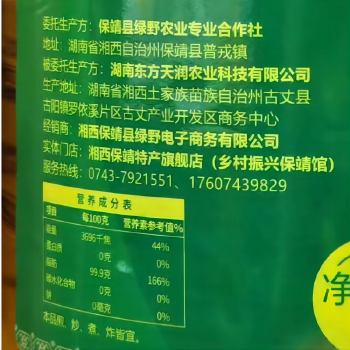 委托生产方：保靖县绿野农业专业合作社
地址：湖南省湘西自治州保靖县普戎镇
被委托生产方：湖南东方天润农业科技有限公司
生产地址：湖南省湘西土家族苗族自治州古丈县
古阳镇罗依溪片区古丈产业开发区商务中心
经销商：湘西保靖县绿野电子商务有限公司
实体门店：湘西保靖特产旗舰店（乡村振兴保靖馆）
服务热线：0743-7921551、17607439829
营养成分表
项目 每100克 营养素参考值%
能量 3696千焦 44%
蛋白质 0克 0%
脂肪 99.9克 166%
碳水化合物 0克 0%
钠 0毫克 0%
本品煎、炒、煮、炸皆宜。
净